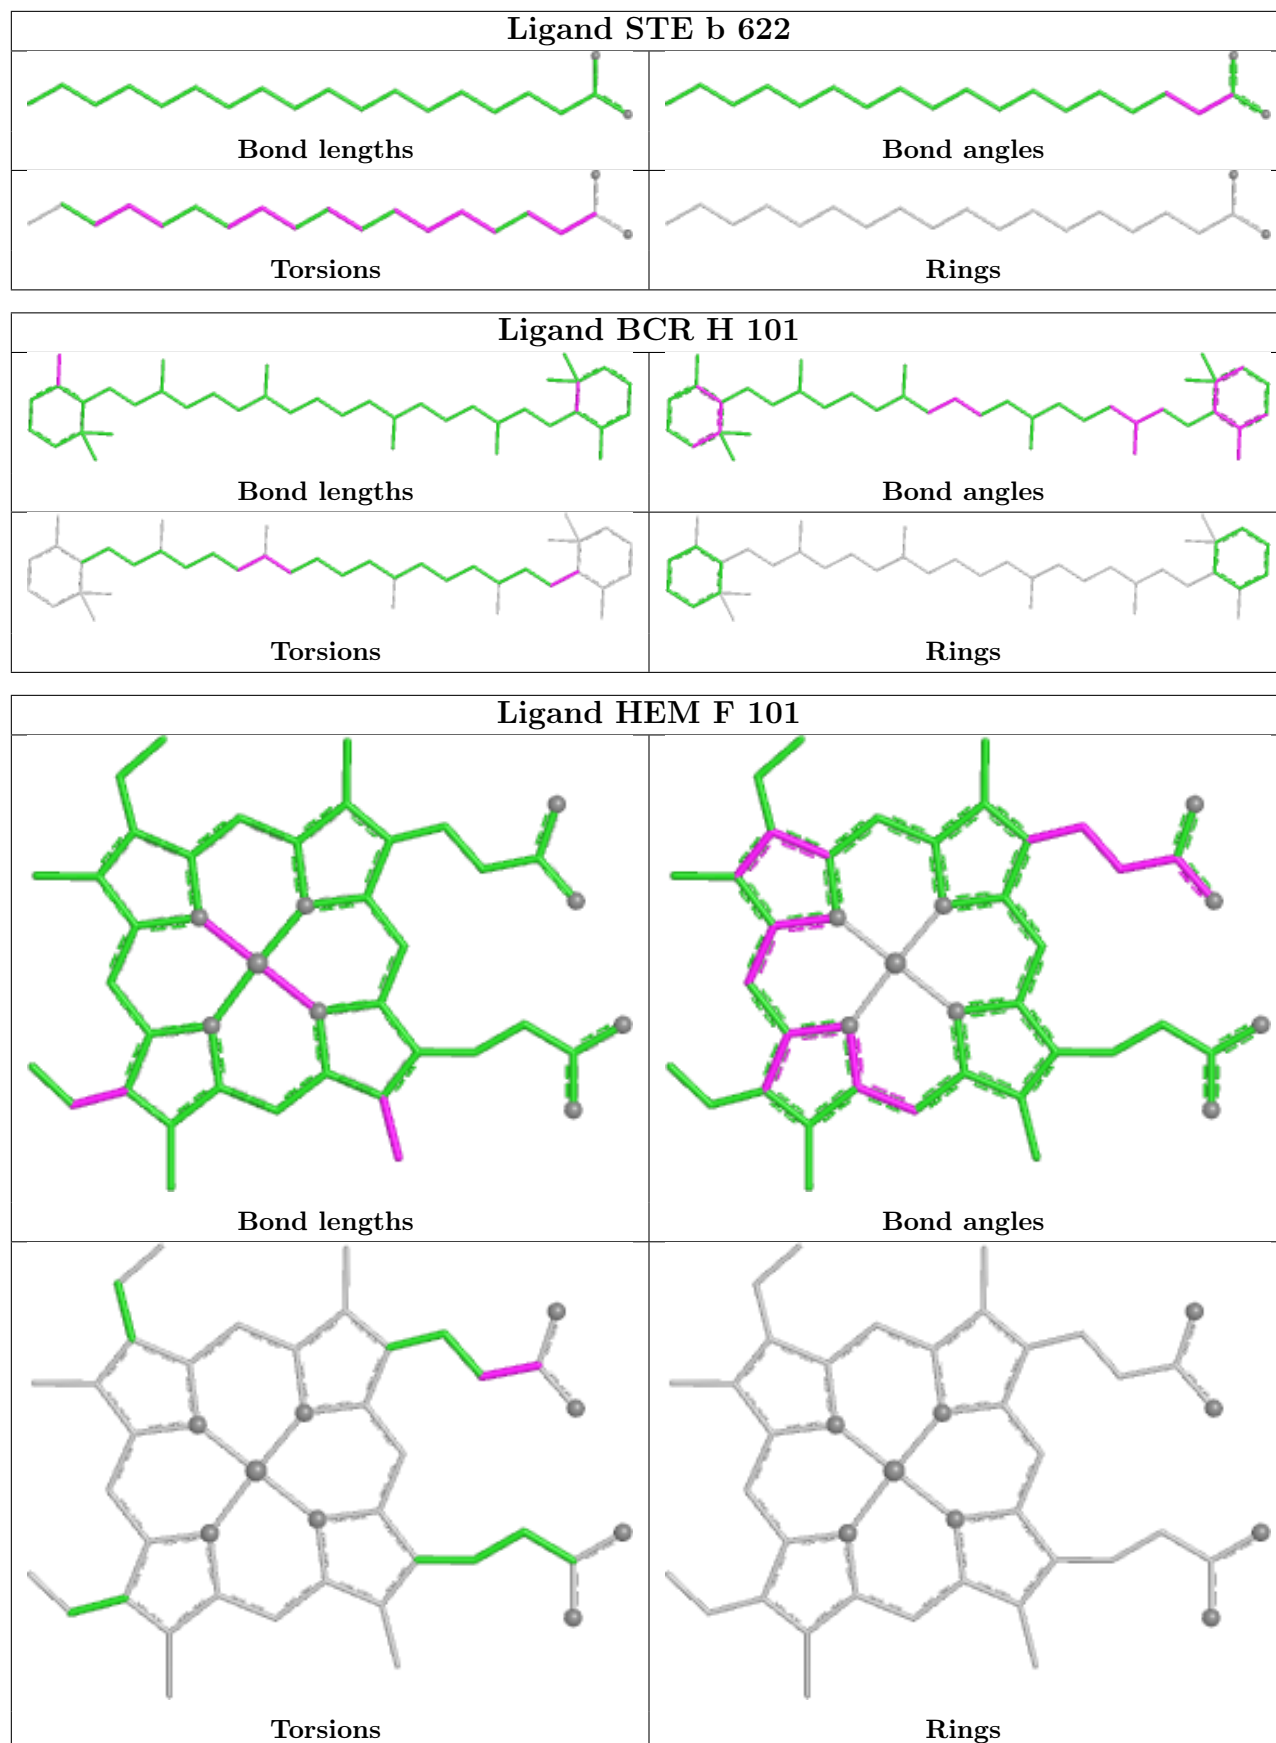 Ligand STE b 622
Bond lengths
Bond angles
Torsions
Rings
Ligand BCR H 101
Bond lengths
Bond angles
Torsions
Rings
Ligand HEM F 101
Bond lengths
Bond angles
Torsions
Rings